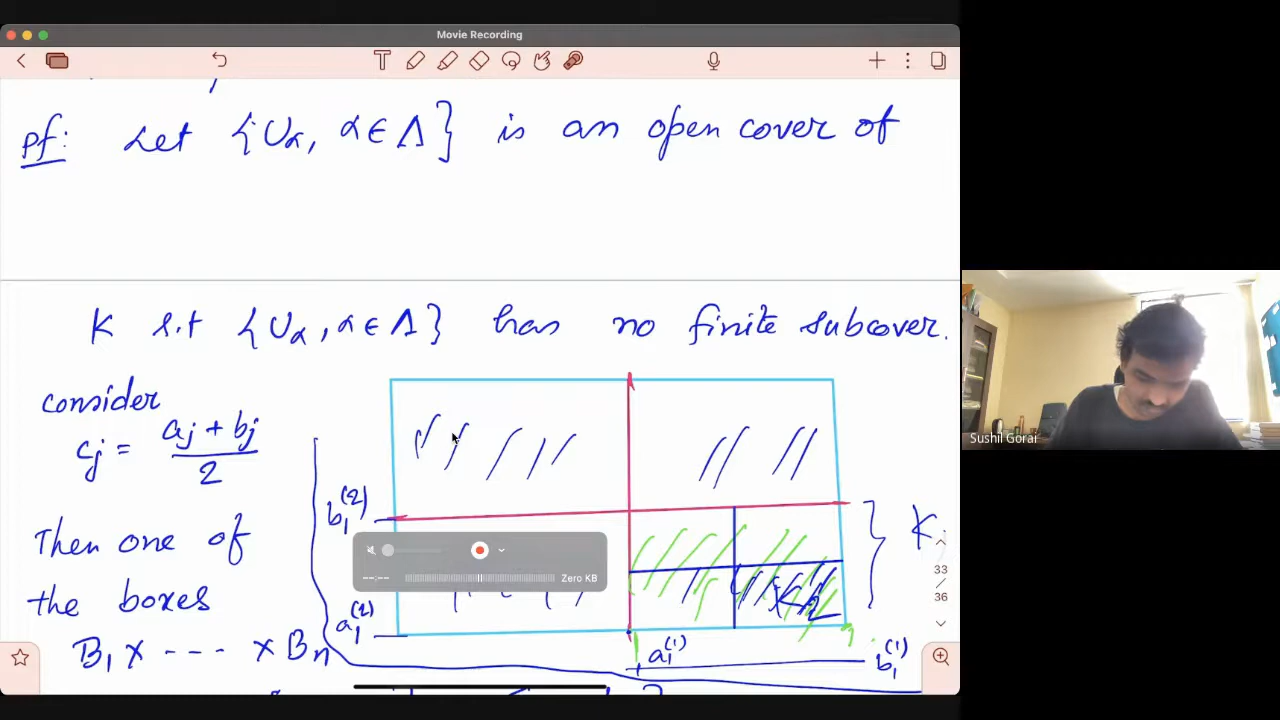 Movie Recording
pf: Let {Uα, α∈Λ} is an open cover of
K s.t {Uα, α∈Λ} has no finite subcover.
consider
cj = aj + bj / 2
Then one of
the boxes
B1 × --- × Bn
b1^(2)
a1^(2)
a1^(1)
b1^(1)
K1
K2
Zero KB
--:--
33
/
36
Sushil Gorai